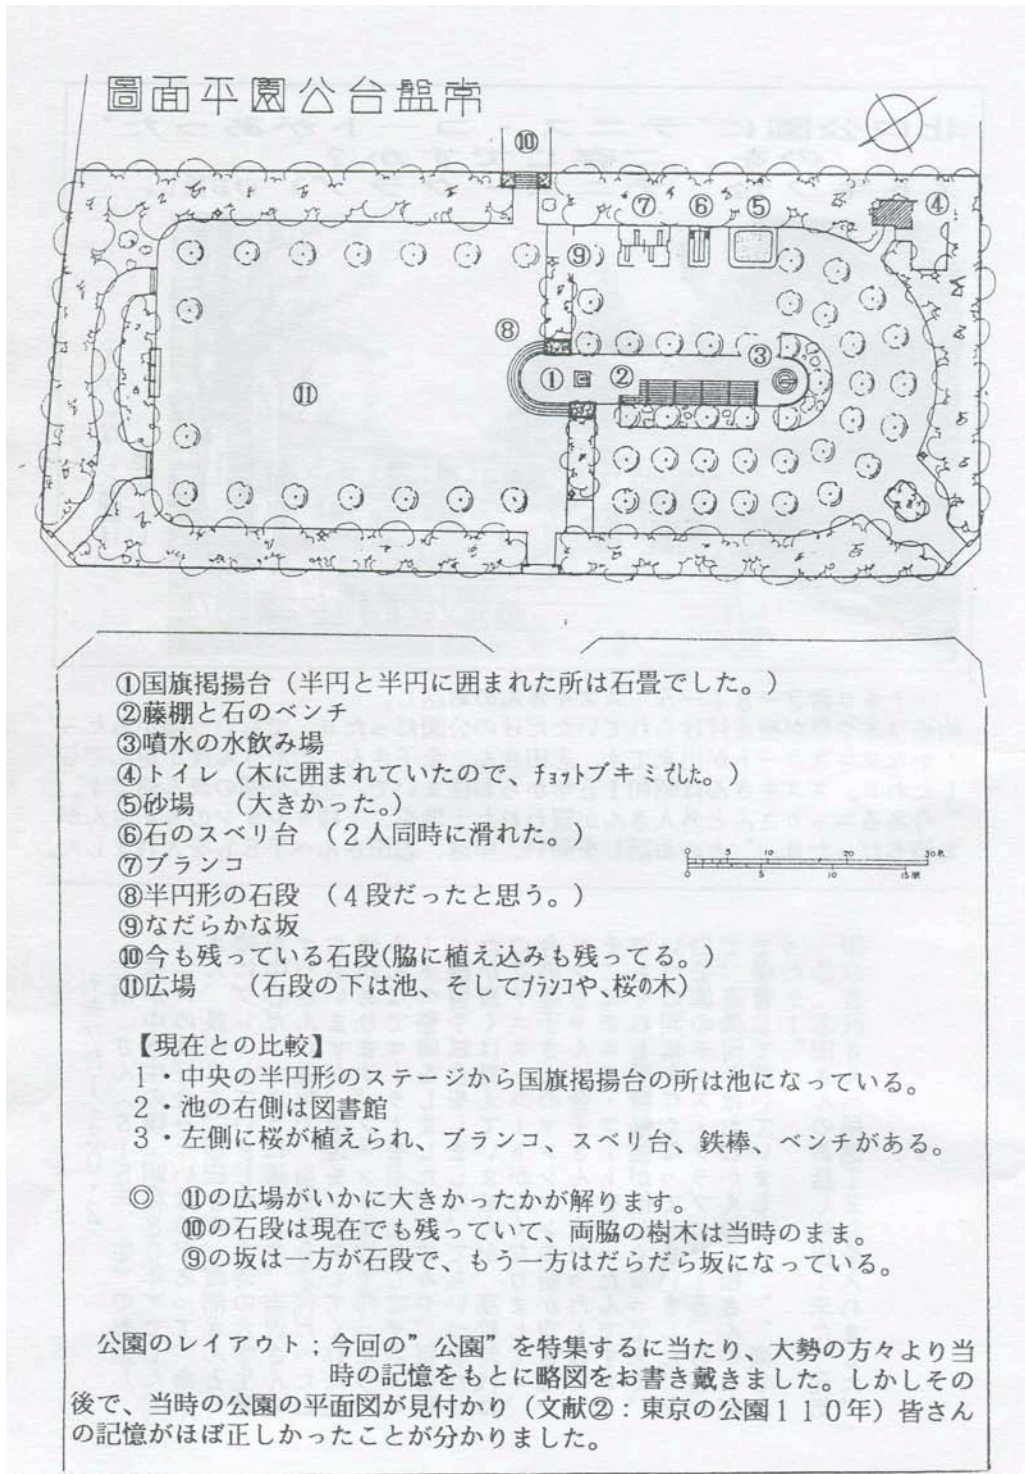 圖面平園公台盤常
⑩
⑦ ⑥ ⑤ ④
⑨
⑧ ③
① ②
⑪
①国旗掲揚台（半円と半円に囲まれた所は石畳でした。）
②藤棚と石のベンチ
③噴水の水飲み場
④トイレ（木に囲まれていたので、ﾁｮｯﾄブキミでした。）
⑤砂場　（大きかった。）
⑥石のスベリ台（２人同時に滑れた。）
⑦ブランコ
⑧半円形の石段　（４段だったと思う。）
⑨なだらかな坂
⑩今も残っている石段(脇に植え込みも残ってる。）
⑪広場　　（石段の下は池、そしてﾌﾞﾗﾝｺや、桜の木）
0 5 10 20 30
0 5 10 15
【現在との比較】
１・中央の半円形のステージから国旗掲揚台の所は池になっている。
２・池の右側は図書館
３・左側に桜が植えられ、ブランコ、スベリ台、鉄棒、ベンチがある。
◎　⑪の広場がいかに大きかったかが解ります。
⑩の石段は現在でも残っていて、両脇の樹木は当時のまま。
⑨の坂は一方が石段で、もう一方はだらだら坂になっている。
公園のレイアウト；今回の”公園”を特集するに当たり、大勢の方々より当
時の記憶をもとに略図をお書き戴きました。しかしその
後で、当時の公園の平面図が見付かり（文献②：東京の公園１１０年）皆さん
の記憶がほぼ正しかったことが分かりました。